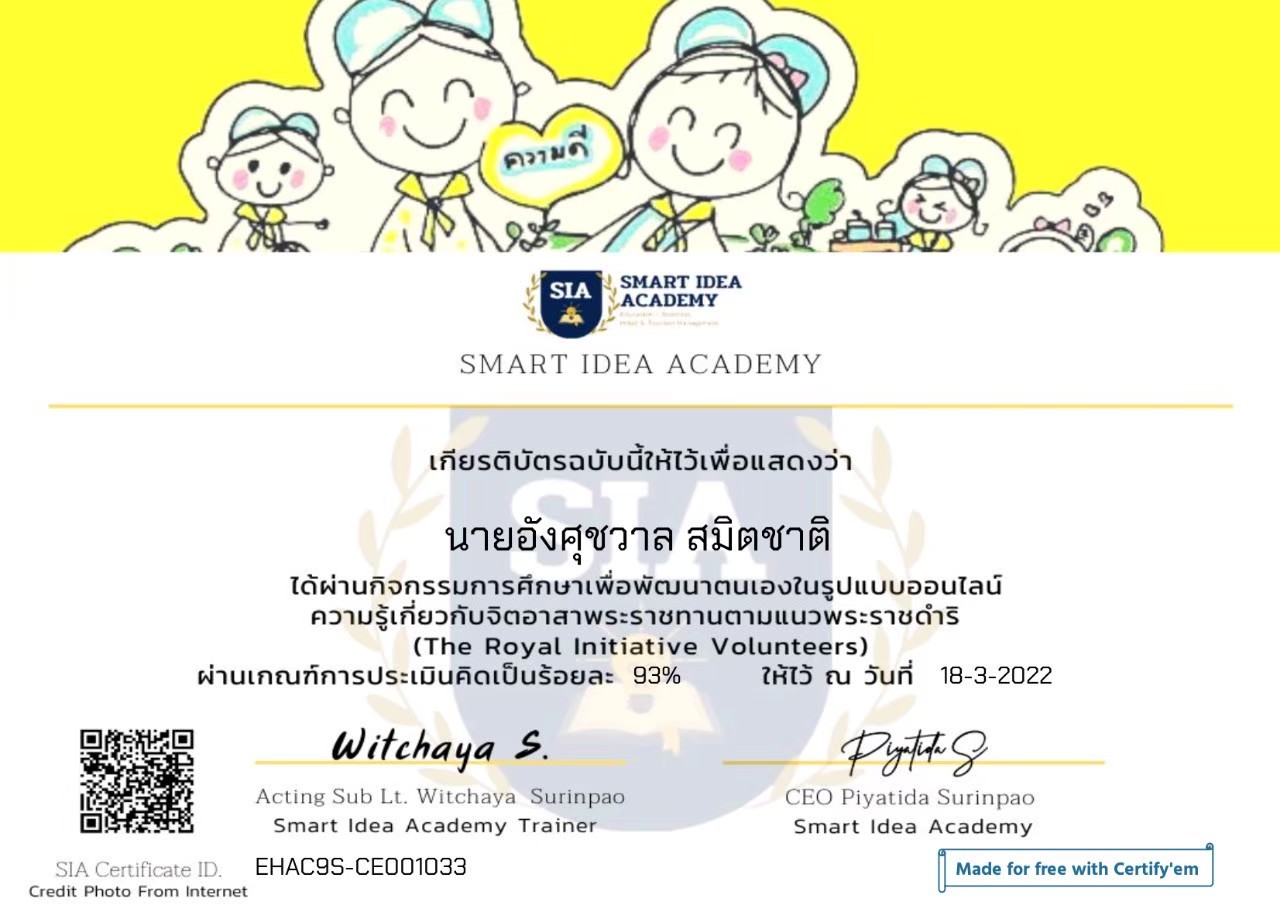 ความดี
SIA
SMART IDEA
ACADEMY
Education - Business
Hotel & Tourism Management
SMART IDEA ACADEMY
SIA
เกียรติบัตรฉบับนี้ให้ไว้เพื่อแสดงว่า
นายอังศุชวาล สมิตชาติ
ได้ผ่านกิจกรรมการศึกษาเพื่อพัฒนาตนเองในรูปแบบออนไลน์
ความรู้เกี่ยวกับจิตอาสาพระราชทานตามแนวพระราชดำริ
(The Royal Initiative Volunteers)
ผ่านเกณฑ์การประเมินคิดเป็นร้อยละ 93% ให้ไว้ ณ วันที่ 18-3-2022
Witchaya S. Piyatida S
Acting Sub Lt. Witchaya Surinpao CEO Piyatida Surinpao
Smart Idea Academy Trainer Smart Idea Academy
SIA Certificate ID. EHAC9S-CE001033
Credit Photo From Internet
Made for free with Certify'em